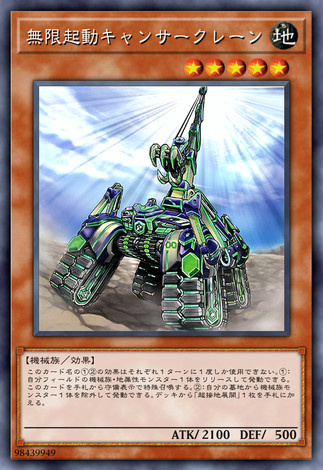 無限起動キャンサークレーン
地
【機械族／効果】
このカード名の①②の効果はそれぞれ１ターンに１度しか使用できない。①：
自分フィールドの機械族・地属性モンスター１体をリリースして発動できる。
このカードを手札から守備表示で特殊召喚する。②：自分の墓地から機械族モ
ンスター１体を除外して発動できる。デッキから「超接地展開」１枚を手札に加
える。
ATK/ 2100 DEF/ 500
98439949